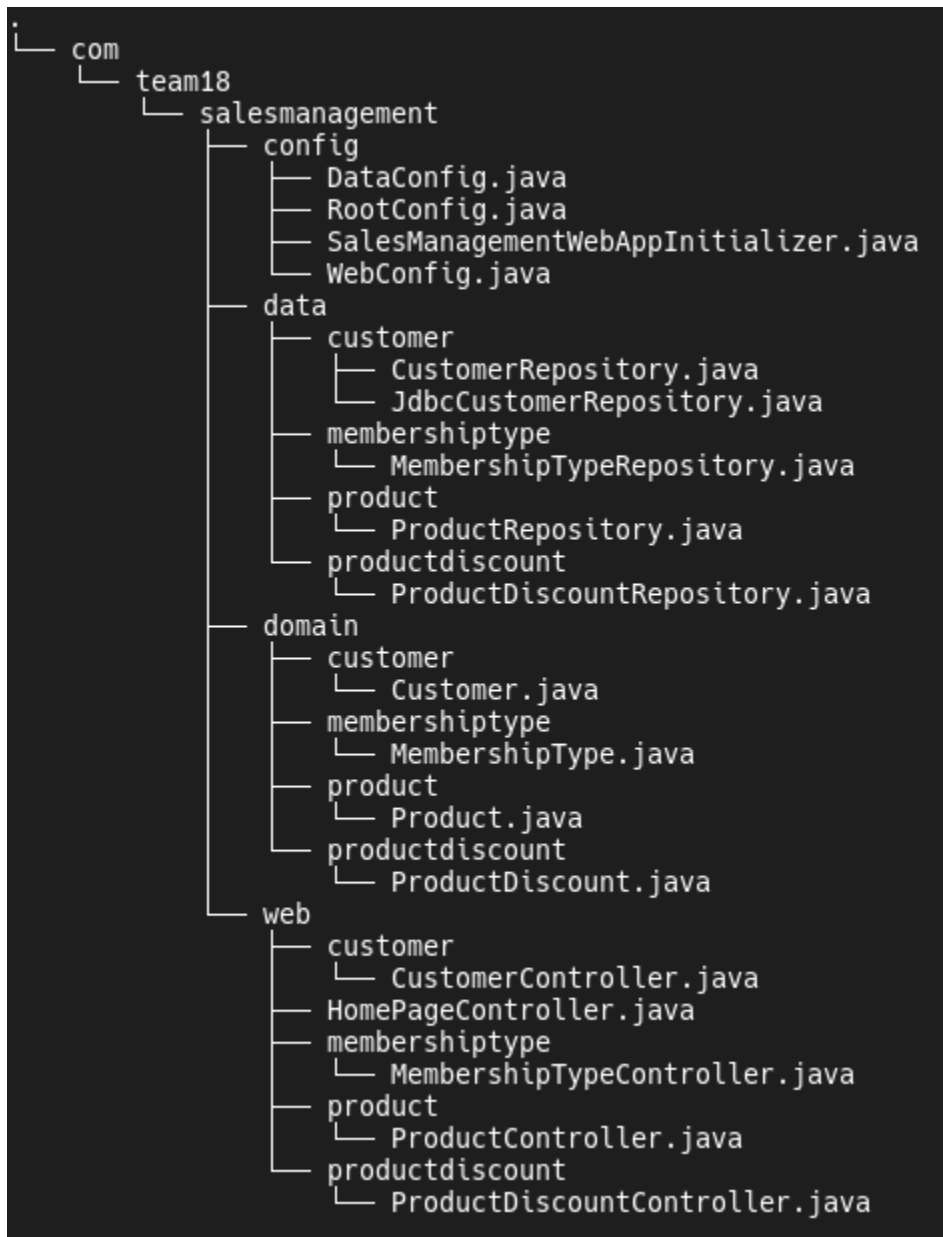 .
└── com
    └── team18
        └── salesmanagement
            ├── config
            │   ├── DataConfig.java
            │   ├── RootConfig.java
            │   ├── SalesManagementWebAppInitializer.java
            │   └── WebConfig.java
            ├── data
            │   ├── customer
            │   │   ├── CustomerRepository.java
            │   │   └── JdbcCustomerRepository.java
            │   ├── membershiptype
            │   │   └── MembershipTypeRepository.java
            │   ├── product
            │   │   └── ProductRepository.java
            │   └── productdiscount
            │       └── ProductDiscountRepository.java
            ├── domain
            │   ├── customer
            │   │   └── Customer.java
            │   ├── membershiptype
            │   │   └── MembershipType.java
            │   ├── product
            │   │   └── Product.java
            │   └── productdiscount
            │       └── ProductDiscount.java
            └── web
                ├── customer
                │   └── CustomerController.java
                ├── HomePageController.java
                ├── membershiptype
                │   └── MembershipTypeController.java
                ├── product
                │   └── ProductController.java
                └── productdiscount
                    └── ProductDiscountController.java